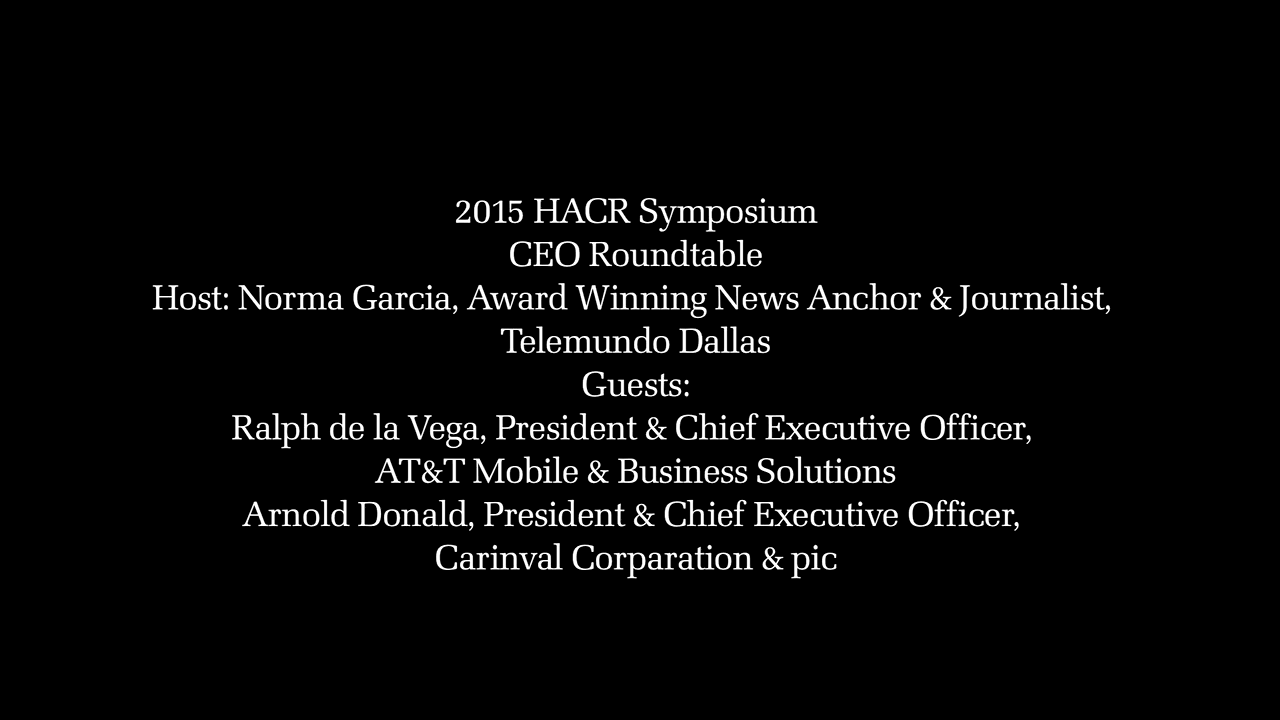 2015 HACR Symposium
CEO Roundtable
Host: Norma Garcia, Award Winning News Anchor & Journalist,
Telemundo Dallas
Guests:
Ralph de la Vega, President & Chief Executive Officer,
AT&T Mobile & Business Solutions
Arnold Donald, President & Chief Executive Officer,
Carinval Corparation & pic